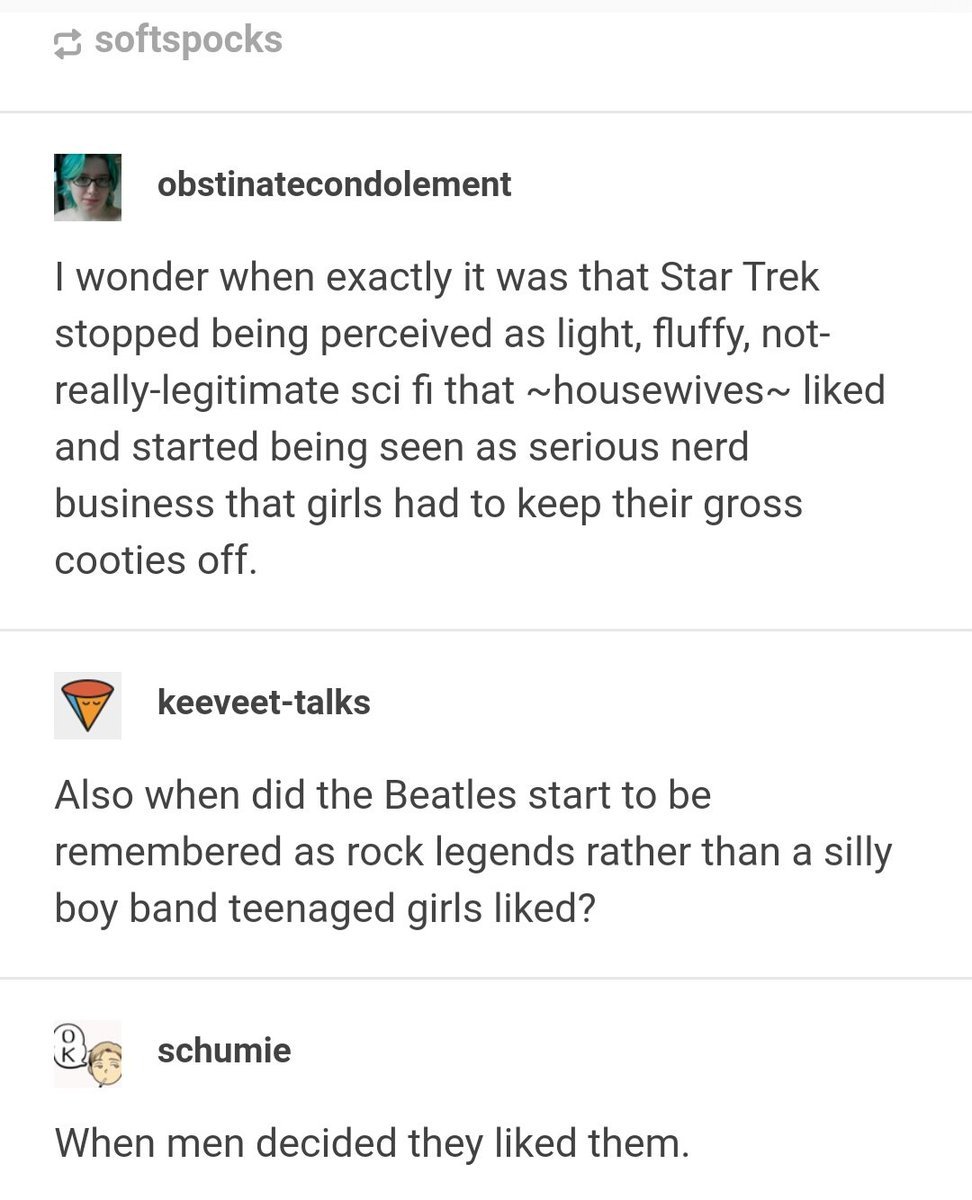 softspocks
obstinatecondolement
I wonder when exactly it was that Star Trek
stopped being perceived as light, fluffy, not-
really-legitimate sci fi that ~housewives~ liked
and started being seen as serious nerd
business that girls had to keep their gross
cooties off.
keeveet-talks
Also when did the Beatles start to be
remembered as rock legends rather than a silly
boy band teenaged girls liked?
OK
schumie
When men decided they liked them.